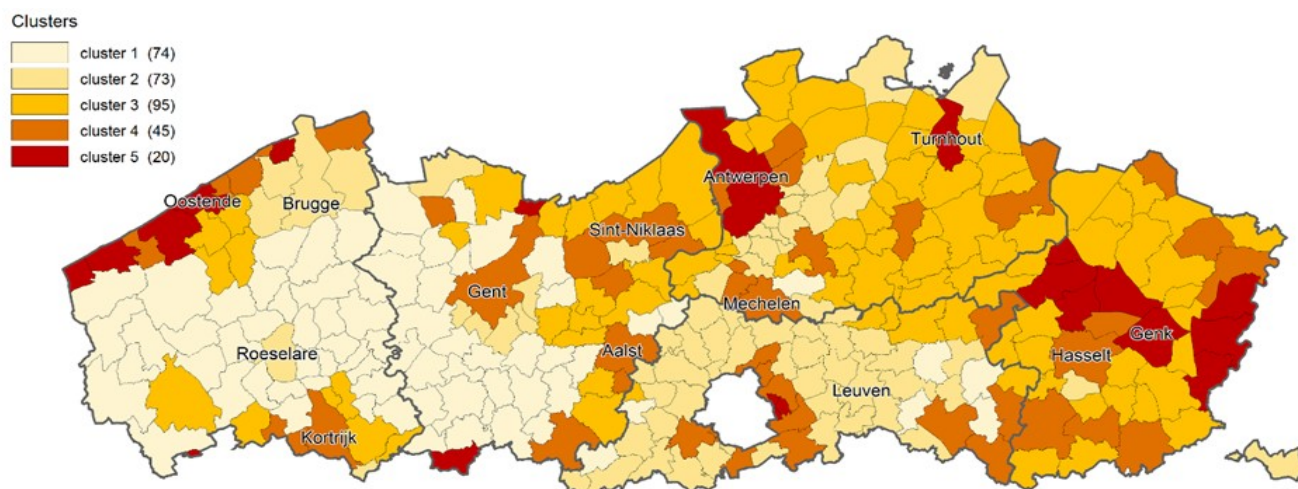 Clusters
cluster 1 (74)
cluster 2 (73)
cluster 3 (95)
cluster 4 (45)
cluster 5 (20)
Turnhout
Antwerpen
Oostende
Brugge
Sint-Niklaas
Gent
Mechelen
Genk
Roeselare
Aalst
Hasselt
Leuven
Kortrijk